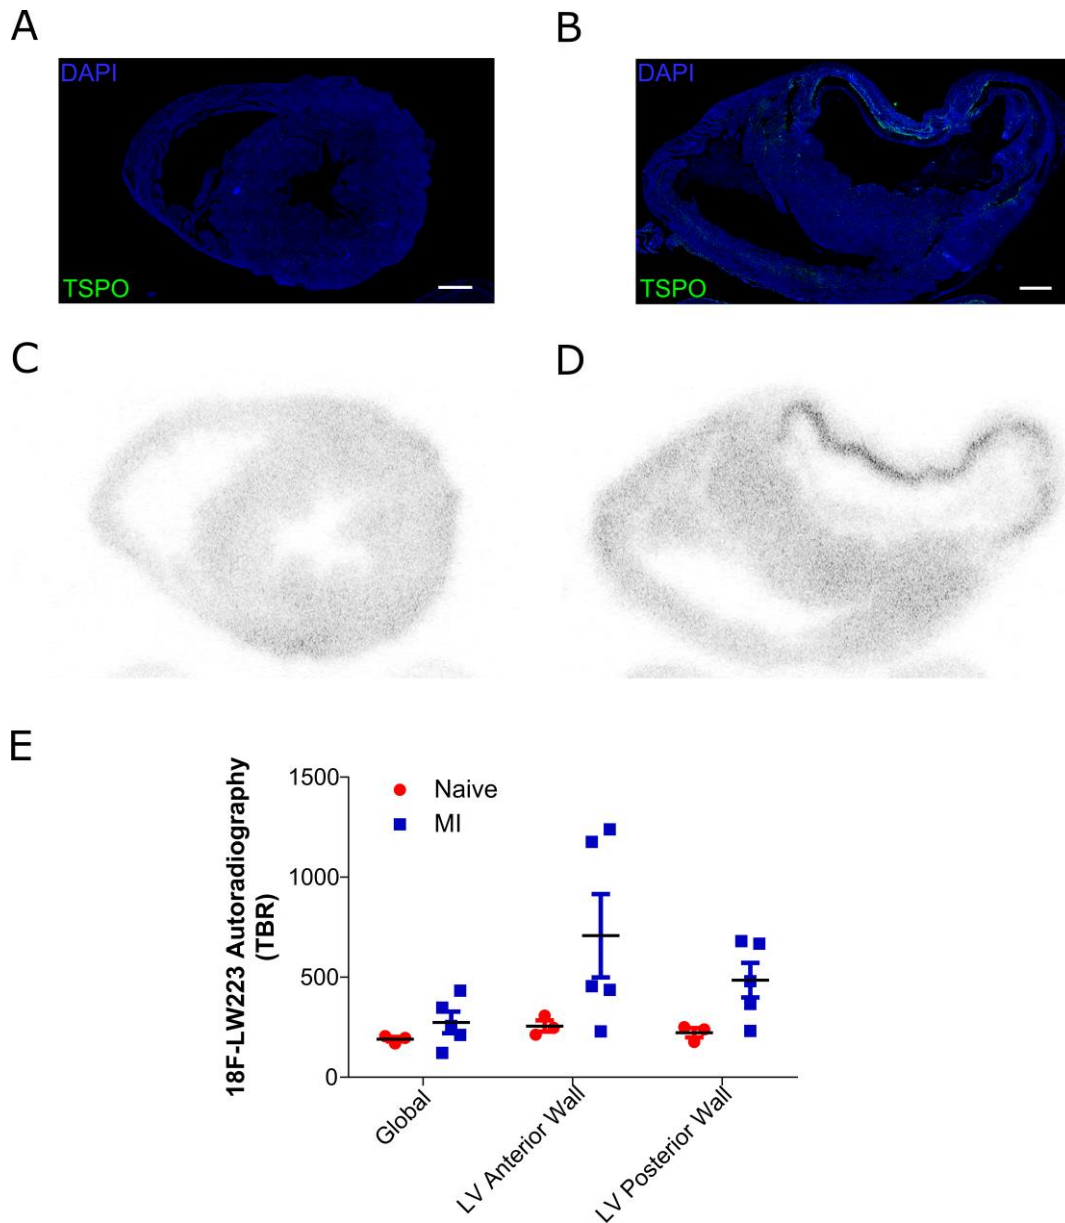 A
B
DAPI
DAPI
TSPO
TSPO
C
D
E
18F-LW223 Autoradiography
(TBR)
1500
1000
500
0
Naive
MI
Global
LV Anterior Wall
LV Posterior Wall